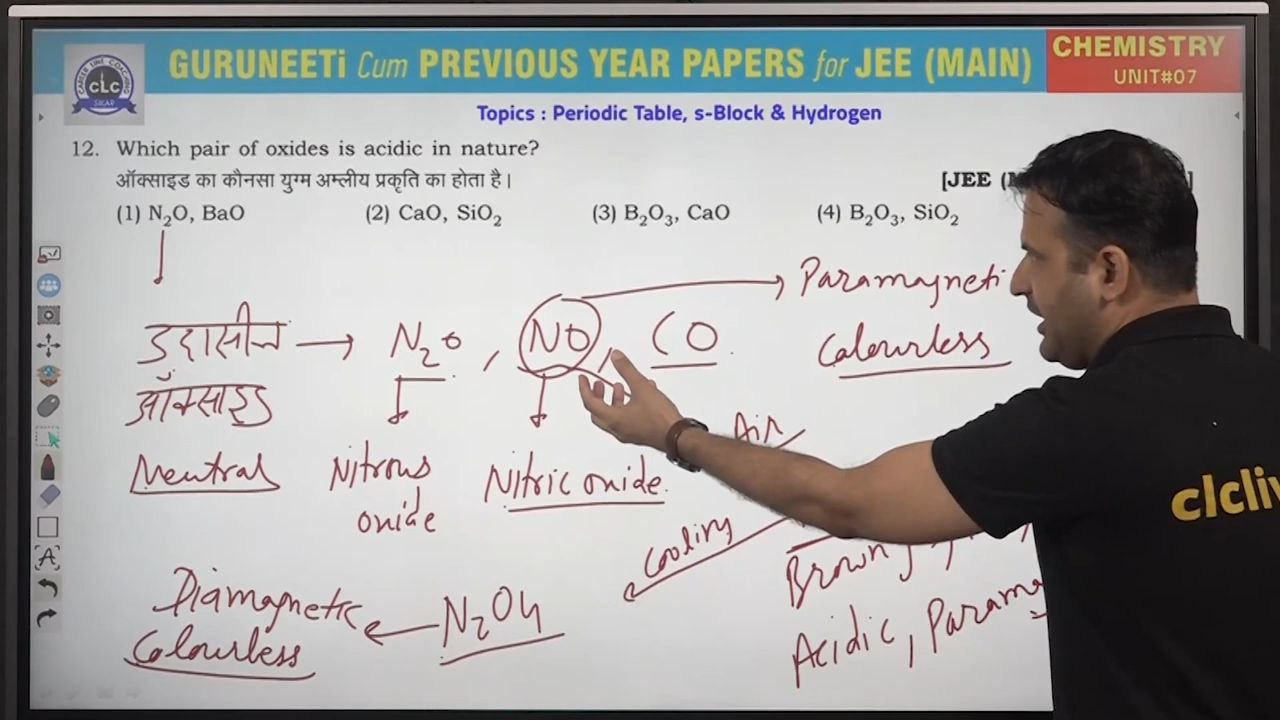 GURUNEETi Cum PREVIOUS YEAR PAPERS for JEE (MAIN)
CHEMISTRY
UNIT#07
CLC
SIKAR
Topics : Periodic Table, s-Block & Hydrogen
12. Which pair of oxides is acidic in nature?
ऑक्साइड का कौनसा युग्म अम्लीय प्रकृति का होता है।
[JEE
(1) N₂O, BaO (2) CaO, SiO₂ (3) B₂O₃, CaO (4) B₂O₃, SiO₂
Paramagneti
Colourless
उदासीन → N₂O, NO, CO
ऑक्साइड
Neutral
Nitrous
oxide
Nitric oxide
Air
Cooling
Brown
Acidic, Parama
Diamagnetic ← N₂O4
Colourless
clcliv